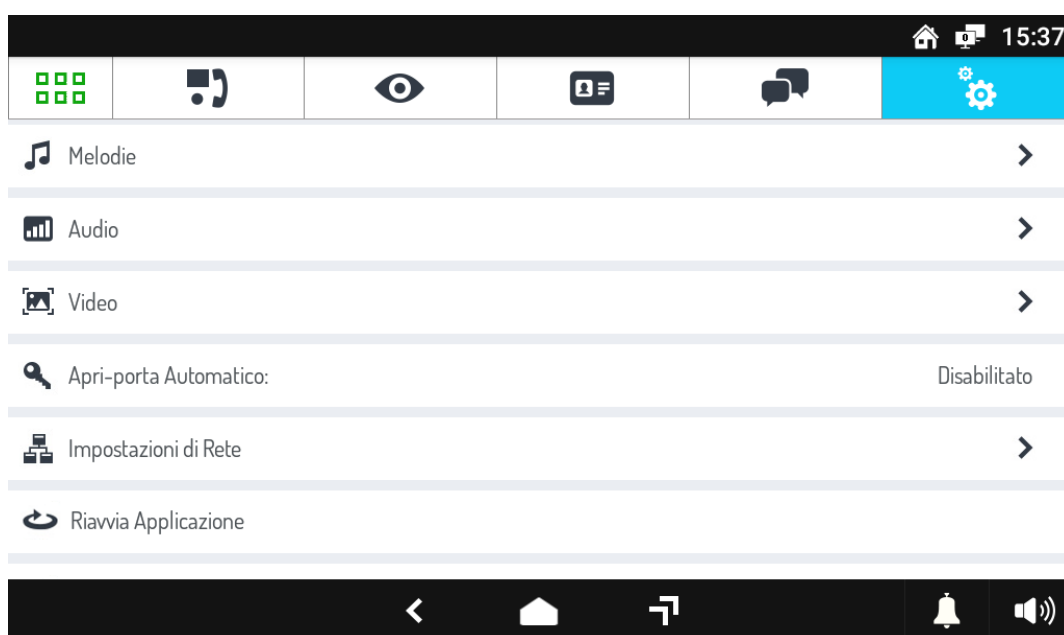 15:37
Melodie
Audio
Video
Apri-porta Automatico: Disabilitato
Impostazioni di Rete
Riavvia Applicazione